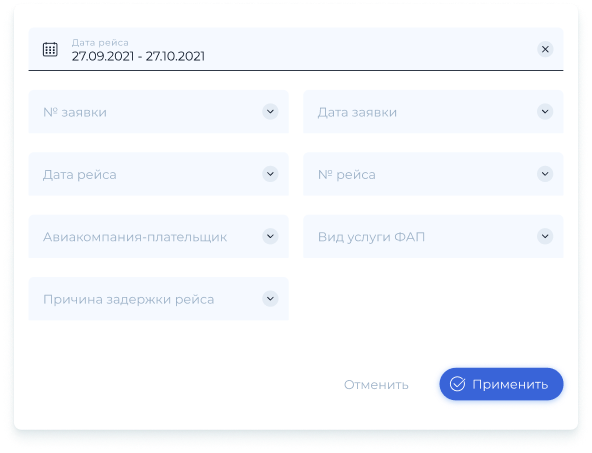 Дата рейса
27.09.2021 - 27.10.2021
№ заявки
Дата заявки
Дата рейса
№ рейса
Авиакомпания-плательщик
Вид услуги ФАП
Причина задержки рейса
Отменить
Применить